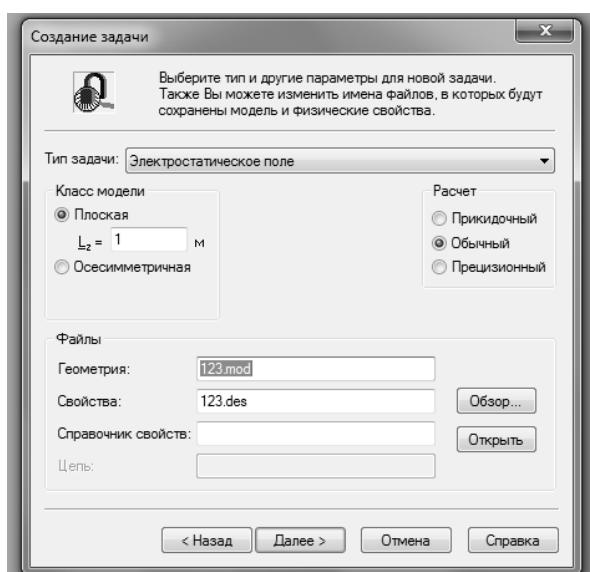 Создание задачи
x
Выберите тип и другие параметры для новой задачи.
Также Вы можете изменить имена файлов, в которых будут
сохранены модель и физические свойства.
Тип задачи: Электростатическое поле
Класс модели
Плоская
Lz = 1 м
Осесимметричная
Расчет
Прикидочный
Обычный
Прецизионный
Файлы
Геометрия: 123.mod
Свойства: 123.des Обзор...
Справочник свойств: Открыть
Цепь:
< Назад Далее > Отмена Справка